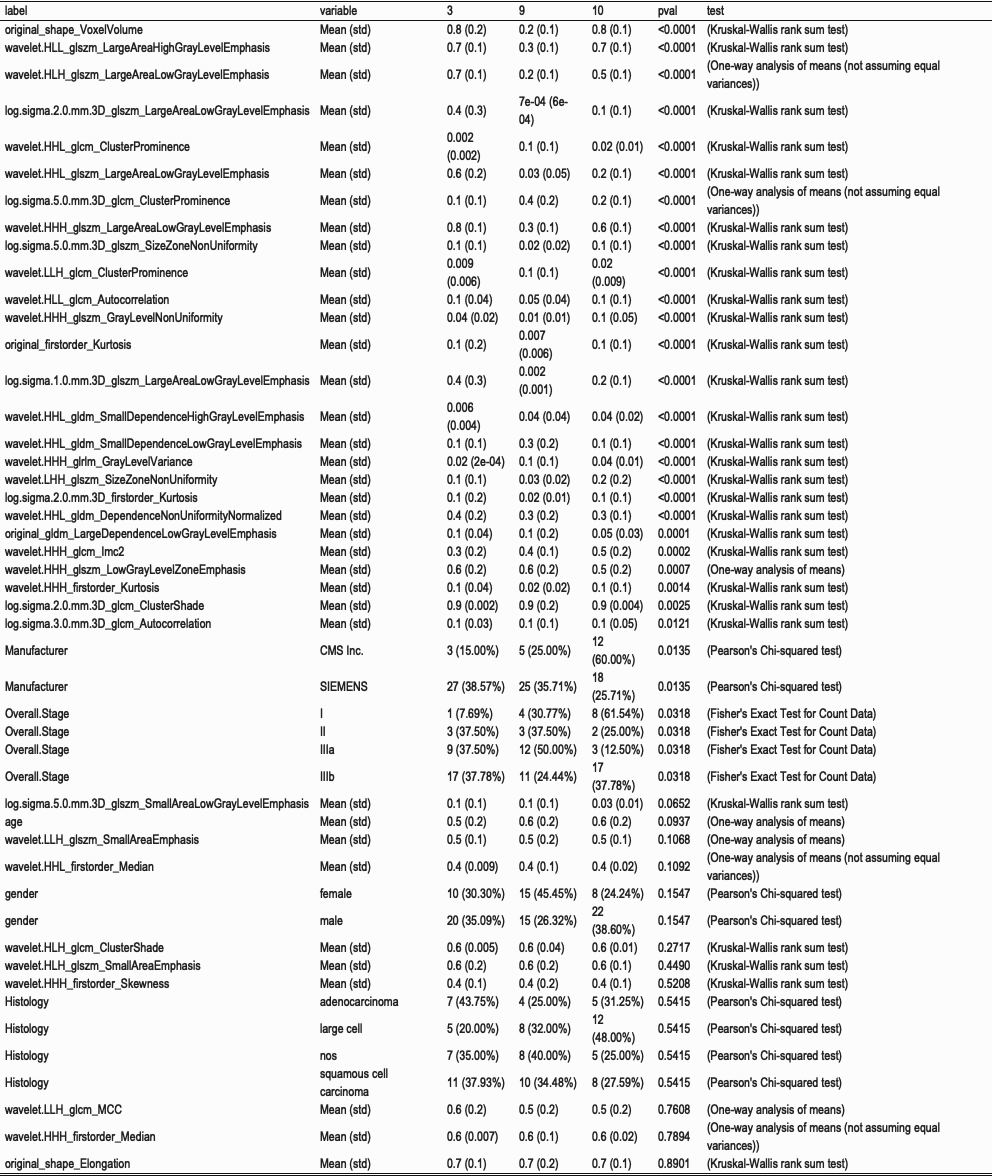 label variable 3 9 10 pval test
original_shape_VoxelVolume Mean (std) 0.8 (0.2) 0.2 (0.1) 0.8 (0.1) <0.0001 (Kruskal-Wallis rank sum test)
wavelet.HLL_glszm_LargeAreaHighGrayLevelEmphasis Mean (std) 0.7 (0.1) 0.3 (0.1) 0.7 (0.1) <0.0001 (Kruskal-Wallis rank sum test)
wavelet.HLH_glszm_LargeAreaLowGrayLevelEmphasis Mean (std) 0.7 (0.1) 0.2 (0.1) 0.5 (0.1) <0.0001 (One-way analysis of means (not assuming equal
variances))
log.sigma.2.0.mm.3D_glszm_LargeAreaLowGrayLevelEmphasis Mean (std) 0.4 (0.3) 7e-04 (6e-
04) 0.1 (0.1) <0.0001 (Kruskal-Wallis rank sum test)
wavelet.HHL_glcm_ClusterProminence Mean (std) 0.002
(0.002) 0.1 (0.1) 0.02 (0.01) <0.0001 (Kruskal-Wallis rank sum test)
wavelet.HHL_glszm_LargeAreaLowGrayLevelEmphasis Mean (std) 0.6 (0.2) 0.03 (0.05) 0.2 (0.1) <0.0001 (Kruskal-Wallis rank sum test)
log.sigma.5.0.mm.3D_glcm_ClusterProminence Mean (std) 0.1 (0.1) 0.4 (0.2) 0.2 (0.1) <0.0001 (One-way analysis of means (not assuming equal
variances))
wavelet.HHH_glszm_LargeAreaLowGrayLevelEmphasis Mean (std) 0.8 (0.1) 0.3 (0.1) 0.6 (0.1) <0.0001 (Kruskal-Wallis rank sum test)
log.sigma.5.0.mm.3D_glszm_SizeZoneNonUniformity Mean (std) 0.1 (0.1) 0.02 (0.02) 0.1 (0.1) <0.0001 (Kruskal-Wallis rank sum test)
wavelet.LLH_glcm_ClusterProminence Mean (std) 0.009
(0.006) 0.1 (0.1) 0.02
(0.009) <0.0001 (Kruskal-Wallis rank sum test)
wavelet.HLL_glcm_Autocorrelation Mean (std) 0.1 (0.04) 0.05 (0.04) 0.1 (0.1) <0.0001 (Kruskal-Wallis rank sum test)
wavelet.HHH_glszm_GrayLevelNonUniformity Mean (std) 0.04 (0.02) 0.01 (0.01) 0.1 (0.05) <0.0001 (Kruskal-Wallis rank sum test)
original_firstorder_Kurtosis Mean (std) 0.1 (0.2) 0.007
(0.006) 0.1 (0.1) <0.0001 (Kruskal-Wallis rank sum test)
log.sigma.1.0.mm.3D_glszm_LargeAreaLowGrayLevelEmphasis Mean (std) 0.4 (0.3) 0.002
(0.001) 0.2 (0.1) <0.0001 (Kruskal-Wallis rank sum test)
wavelet.HHL_gldm_SmallDependenceHighGrayLevelEmphasis Mean (std) 0.006
(0.004) 0.04 (0.04) 0.04 (0.02) <0.0001 (Kruskal-Wallis rank sum test)
wavelet.HHL_gldm_SmallDependenceLowGrayLevelEmphasis Mean (std) 0.1 (0.1) 0.3 (0.2) 0.1 (0.1) <0.0001 (Kruskal-Wallis rank sum test)
wavelet.HHH_glrlm_GrayLevelVariance Mean (std) 0.02 (2e-04) 0.1 (0.1) 0.04 (0.01) <0.0001 (Kruskal-Wallis rank sum test)
wavelet.LHH_glszm_SizeZoneNonUniformity Mean (std) 0.1 (0.1) 0.03 (0.02) 0.2 (0.2) <0.0001 (Kruskal-Wallis rank sum test)
log.sigma.2.0.mm.3D_firstorder_Kurtosis Mean (std) 0.1 (0.2) 0.02 (0.01) 0.1 (0.1) <0.0001 (Kruskal-Wallis rank sum test)
wavelet.HHL_gldm_DependenceNonUniformityNormalized Mean (std) 0.4 (0.2) 0.3 (0.2) 0.3 (0.1) <0.0001 (Kruskal-Wallis rank sum test)
original_gldm_LargeDependenceLowGrayLevelEmphasis Mean (std) 0.1 (0.04) 0.1 (0.2) 0.05 (0.03) 0.0001 (Kruskal-Wallis rank sum test)
wavelet.HHH_glcm_Imc2 Mean (std) 0.3 (0.2) 0.4 (0.1) 0.5 (0.2) 0.0002 (Kruskal-Wallis rank sum test)
wavelet.HHH_glszm_LowGrayLevelZoneEmphasis Mean (std) 0.6 (0.2) 0.6 (0.2) 0.5 (0.2) 0.0007 (One-way analysis of means)
wavelet.HHH_firstorder_Kurtosis Mean (std) 0.1 (0.04) 0.02 (0.02) 0.1 (0.1) 0.0014 (Kruskal-Wallis rank sum test)
log.sigma.2.0.mm.3D_glcm_ClusterShade Mean (std) 0.9 (0.002) 0.9 (0.2) 0.9 (0.004) 0.0025 (Kruskal-Wallis rank sum test)
log.sigma.3.0.mm.3D_glcm_Autocorrelation Mean (std) 0.1 (0.03) 0.1 (0.1) 0.1 (0.05) 0.0121 (Kruskal-Wallis rank sum test)
Manufacturer CMS Inc. 3 (15.00%) 5 (25.00%) 12
(60.00%) 0.0135 (Pearson's Chi-squared test)
Manufacturer SIEMENS 27 (38.57%) 25 (35.71%) 18
(25.71%) 0.0135 (Pearson's Chi-squared test)
Overall.Stage I 1 (7.69%) 4 (30.77%) 8 (61.54%) 0.0318 (Fisher's Exact Test for Count Data)
Overall.Stage II 3 (37.50%) 3 (37.50%) 2 (25.00%) 0.0318 (Fisher's Exact Test for Count Data)
Overall.Stage IIIa 9 (37.50%) 12 (50.00%) 3 (12.50%) 0.0318 (Fisher's Exact Test for Count Data)
Overall.Stage IIIb 17 (37.78%) 11 (24.44%) 17
(37.78%) 0.0318 (Fisher's Exact Test for Count Data)
log.sigma.5.0.mm.3D_glszm_SmallAreaLowGrayLevelEmphasis Mean (std) 0.1 (0.1) 0.1 (0.1) 0.03 (0.01) 0.0652 (Kruskal-Wallis rank sum test)
age Mean (std) 0.5 (0.2) 0.6 (0.2) 0.6 (0.2) 0.0937 (One-way analysis of means)
wavelet.LLH_glszm_SmallAreaEmphasis Mean (std) 0.5 (0.1) 0.5 (0.2) 0.5 (0.1) 0.1068 (One-way analysis of means)
wavelet.HHL_firstorder_Median Mean (std) 0.4 (0.009) 0.4 (0.1) 0.4 (0.02) 0.1092 (One-way analysis of means (not assuming equal
variances))
gender female 10 (30.30%) 15 (45.45%) 8 (24.24%) 0.1547 (Pearson's Chi-squared test)
gender male 20 (35.09%) 15 (26.32%) 22
(38.60%) 0.1547 (Pearson's Chi-squared test)
wavelet.HLH_glcm_ClusterShade Mean (std) 0.6 (0.005) 0.6 (0.04) 0.6 (0.01) 0.2717 (Kruskal-Wallis rank sum test)
wavelet.HLH_glszm_SmallAreaEmphasis Mean (std) 0.6 (0.2) 0.6 (0.2) 0.6 (0.1) 0.4490 (Kruskal-Wallis rank sum test)
wavelet.HHH_firstorder_Skewness Mean (std) 0.4 (0.1) 0.4 (0.2) 0.4 (0.1) 0.5208 (Kruskal-Wallis rank sum test)
Histology adenocarcinoma 7 (43.75%) 4 (25.00%) 5 (31.25%) 0.5415 (Pearson's Chi-squared test)
Histology large cell 5 (20.00%) 8 (32.00%) 12
(48.00%) 0.5415 (Pearson's Chi-squared test)
Histology nos 7 (35.00%) 8 (40.00%) 5 (25.00%) 0.5415 (Pearson's Chi-squared test)
Histology squamous cell
carcinoma 11 (37.93%) 10 (34.48%) 8 (27.59%) 0.5415 (Pearson's Chi-squared test)
wavelet.LLH_glcm_MCC Mean (std) 0.6 (0.2) 0.5 (0.2) 0.5 (0.2) 0.7608 (One-way analysis of means)
wavelet.HHH_firstorder_Median Mean (std) 0.6 (0.007) 0.6 (0.1) 0.6 (0.02) 0.7894 (One-way analysis of means (not assuming equal
variances))
original_shape_Elongation Mean (std) 0.7 (0.1) 0.7 (0.2) 0.7 (0.1) 0.8901 (Kruskal-Wallis rank sum test)